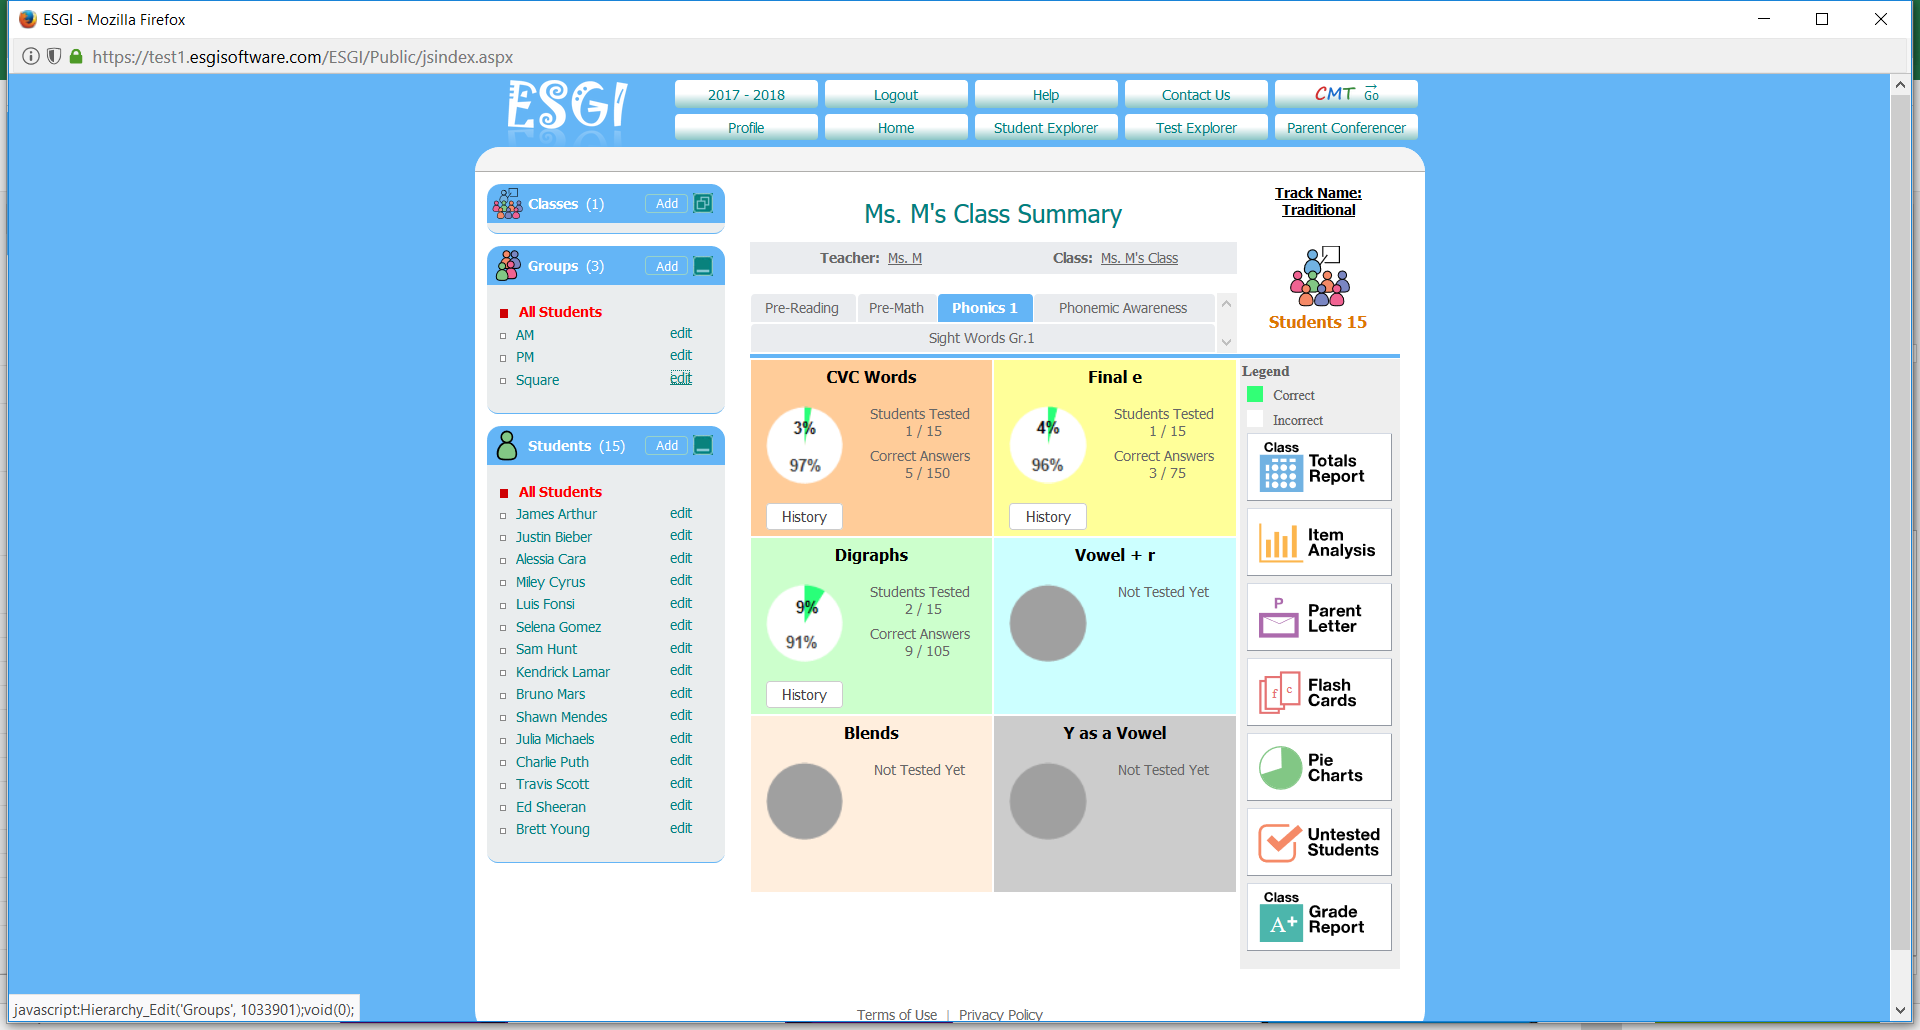 ESGI - Mozilla Firefox
https://test1.esgisoftware.com/ESGI/Public/jsindex.aspx
ESGI
2017 - 2018
Logout
Help
Contact Us
CMT Go
Profile
Home
Student Explorer
Test Explorer
Parent Conferencer
Classes (1)
Add
Groups (3)
Add
All Students
AM edit
PM edit
Square edit
Students (15)
Add
All Students
James Arthur edit
Justin Bieber edit
Alessia Cara edit
Miley Cyrus edit
Luis Fonsi edit
Selena Gomez edit
Sam Hunt edit
Kendrick Lamar edit
Bruno Mars edit
Shawn Mendes edit
Julia Michaels edit
Charlie Puth edit
Travis Scott edit
Ed Sheeran edit
Brett Young edit
Ms. M's Class Summary
Teacher: Ms. M
Class: Ms. M's Class
Pre-Reading
Pre-Math
Phonics 1
Phonemic Awareness
Sight Words Gr.1
CVC Words
3%
97%
Students Tested
1 / 15
Correct Answers
5 / 150
History
Final e
4%
96%
Students Tested
1 / 15
Correct Answers
3 / 75
History
Digraphs
9%
91%
Students Tested
2 / 15
Correct Answers
9 / 105
History
Vowel + r
Not Tested Yet
Blends
Not Tested Yet
Y as a Vowel
Not Tested Yet
Track Name:
Traditional
Students 15
Legend
Correct
Incorrect
Class
Totals
Report
Item
Analysis
P
Parent
Letter
f c
Flash
Cards
Pie
Charts
Untested
Students
Class
A+
Grade
Report
Terms of Use | Privacy Policy
javascript:Hierarchy_Edit('Groups', 1033901);void(0);